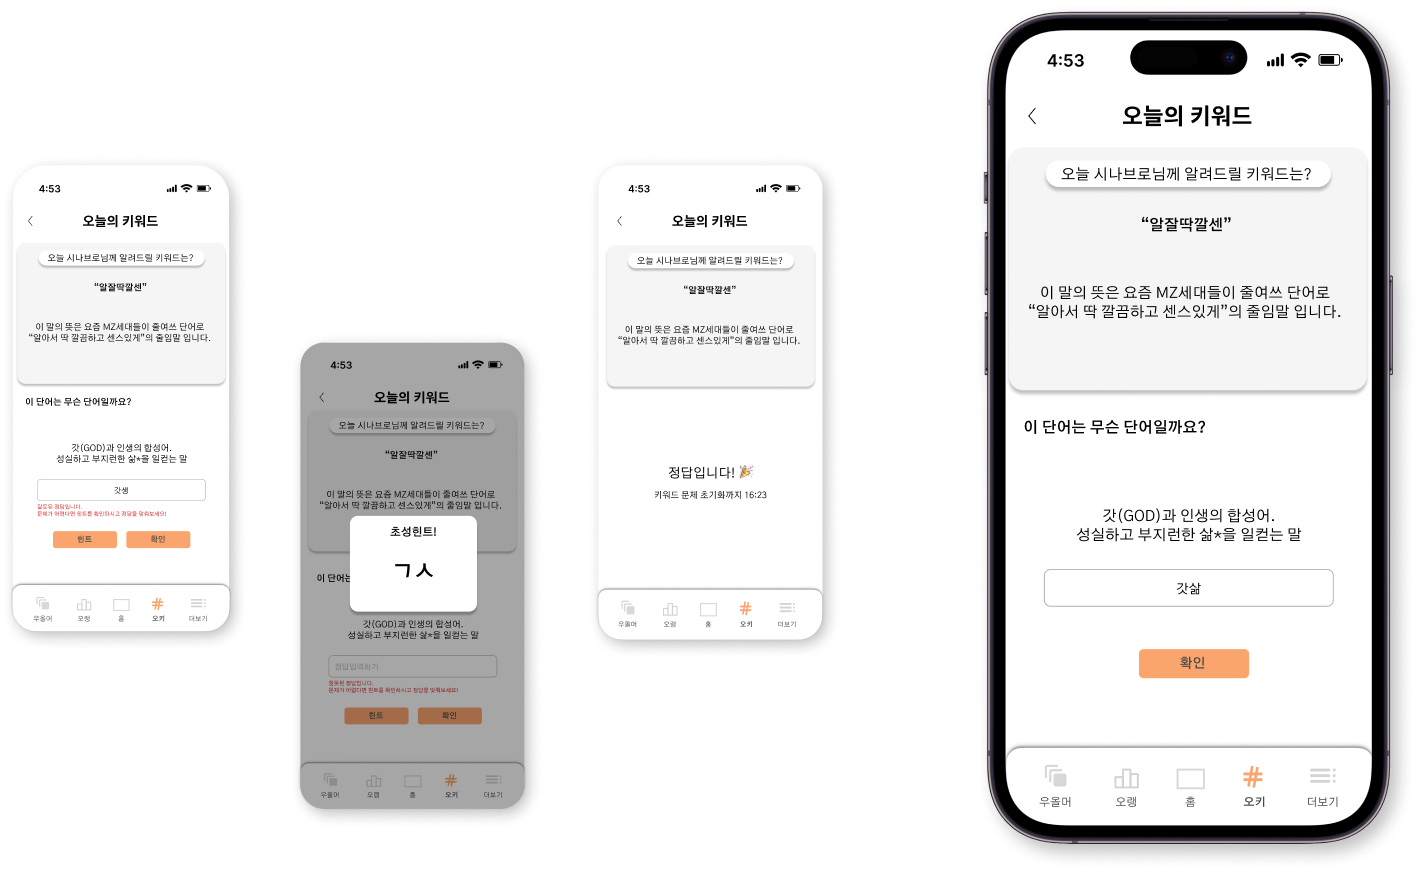 4:53
오늘의 키워드
오늘 시나브로님께 알려드릴 키워드는?
“알잘딱깔센”
이 말의 뜻은 요즘 MZ세대들이 줄여쓰 단어로
“알아서 딱 깔끔하고 센스있게”의 줄임말 입니다.
이 단어는 무슨 단어일까요?
갓(GOD)과 인생의 합성어.
성실하고 부지런한 삶*을 일컫는 말
갓생
문제가 어렵다면 힌트를 확인하시고 정답을 맞춰보세요!
힌트
확인
우올머
오랭
홈
오키
더보기
4:53
오늘의 키워드
오늘 시나브로님께 알려드릴 키워드는?
“알잘딱깔센”
이 말의 뜻은 요즘 MZ세대들이 줄여쓰 단어로
“알아서 딱 깔끔하고 센스있게”의 줄임말 입니다.
초성힌트!
ㄱㅅ
이 단어는
갓(GOD)과 인생의 합성어.
성실하고 부지런한 삶*을 일컫는 말
정답입력하기
잘못된 정답입니다.
문제가 어렵다면 힌트를 확인하시고 정답을 맞춰보세요!
힌트
확인
우올머
오랭
홈
오키
더보기
4:53
오늘의 키워드
오늘 시나브로님께 알려드릴 키워드는?
“알잘딱깔센”
이 말의 뜻은 요즘 MZ세대들이 줄여쓰 단어로
“알아서 딱 깔끔하고 센스있게”의 줄임말 입니다.
정답입니다! 🎉
키워드 문제 초기화까지 16:23
우올머
오랭
홈
오키
더보기
4:53
오늘의 키워드
오늘 시나브로님께 알려드릴 키워드는?
“알잘딱깔센”
이 말의 뜻은 요즘 MZ세대들이 줄여쓰 단어로
“알아서 딱 깔끔하고 센스있게”의 줄임말 입니다.
이 단어는 무슨 단어일까요?
갓(GOD)과 인생의 합성어.
성실하고 부지런한 삶*을 일컫는 말
갓삶
확인
우올머
오랭
홈
오키
더보기